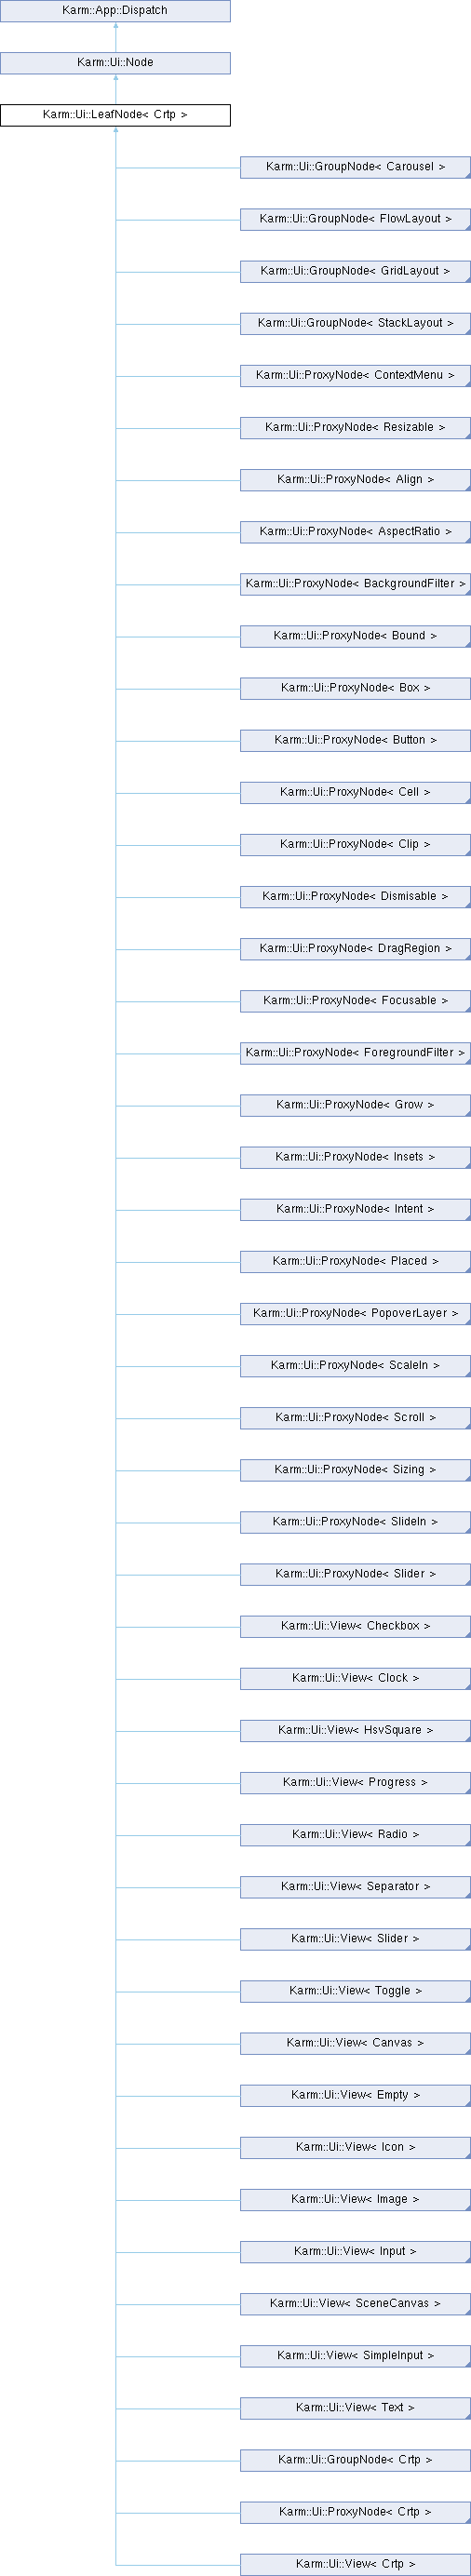 Karm::App::Dispatch
Karm::Ui::Node
Karm::Ui::LeafNode< Crtp >
Karm::Ui::GroupNode< Carousel >
Karm::Ui::GroupNode< FlowLayout >
Karm::Ui::GroupNode< GridLayout >
Karm::Ui::GroupNode< StackLayout >
Karm::Ui::ProxyNode< ContextMenu >
Karm::Ui::ProxyNode< Resizable >
Karm::Ui::ProxyNode< Align >
Karm::Ui::ProxyNode< AspectRatio >
Karm::Ui::ProxyNode< BackgroundFilter >
Karm::Ui::ProxyNode< Bound >
Karm::Ui::ProxyNode< Box >
Karm::Ui::ProxyNode< Button >
Karm::Ui::ProxyNode< Cell >
Karm::Ui::ProxyNode< Clip >
Karm::Ui::ProxyNode< Dismisable >
Karm::Ui::ProxyNode< DragRegion >
Karm::Ui::ProxyNode< Focusable >
Karm::Ui::ProxyNode< ForegroundFilter >
Karm::Ui::ProxyNode< Grow >
Karm::Ui::ProxyNode< Insets >
Karm::Ui::ProxyNode< Intent >
Karm::Ui::ProxyNode< Placed >
Karm::Ui::ProxyNode< PopoverLayer >
Karm::Ui::ProxyNode< ScaleIn >
Karm::Ui::ProxyNode< Scroll >
Karm::Ui::ProxyNode< Sizing >
Karm::Ui::ProxyNode< SlideIn >
Karm::Ui::ProxyNode< Slider >
Karm::Ui::View< Checkbox >
Karm::Ui::View< Clock >
Karm::Ui::View< HsvSquare >
Karm::Ui::View< Progress >
Karm::Ui::View< Radio >
Karm::Ui::View< Separator >
Karm::Ui::View< Slider >
Karm::Ui::View< Toggle >
Karm::Ui::View< Canvas >
Karm::Ui::View< Empty >
Karm::Ui::View< Icon >
Karm::Ui::View< Image >
Karm::Ui::View< Input >
Karm::Ui::View< SceneCanvas >
Karm::Ui::View< SimpleInput >
Karm::Ui::View< Text >
Karm::Ui::GroupNode< Crtp >
Karm::Ui::ProxyNode< Crtp >
Karm::Ui::View< Crtp >